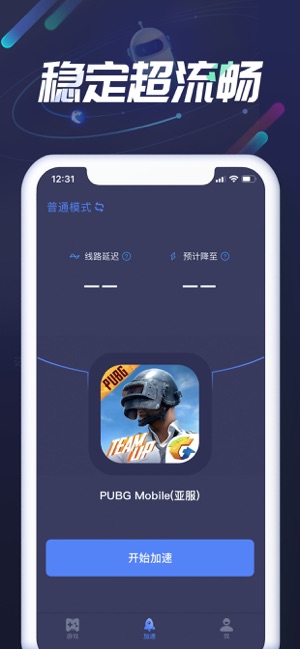 稳定超流畅
12:31
普通模式
线路延迟 ? 预计降至 ?
—— ——
PUBG
TEAM UP
PUBG Mobile(亚服)
开始加速
游戏 加速 我